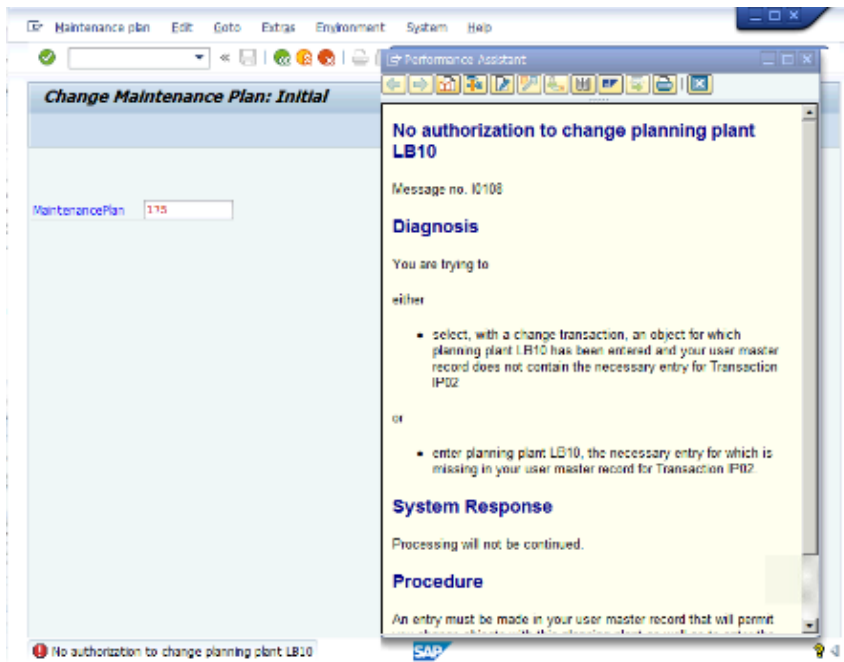 Maintenance plan Edit Goto Extras Environment System Help
Performance Assistant
Change Maintenance Plan: Initial
No authorization to change planning plant
LB10
Message no. I0108
MaintenancePlan 175
Diagnosis
You are trying to
either
• select, with a change transaction, an object for which
planning plant LB10 has been entered and your user master
record does not contain the necessary entry for Transaction
IP02
or
• enter planning plant LB10, the necessary entry for which is
missing in your user master record for Transaction IP02.
System Response
Processing will not be continued.
Procedure
An entry must be made in your user master record that will permit
No authorization to change planning plant LB10
SAP